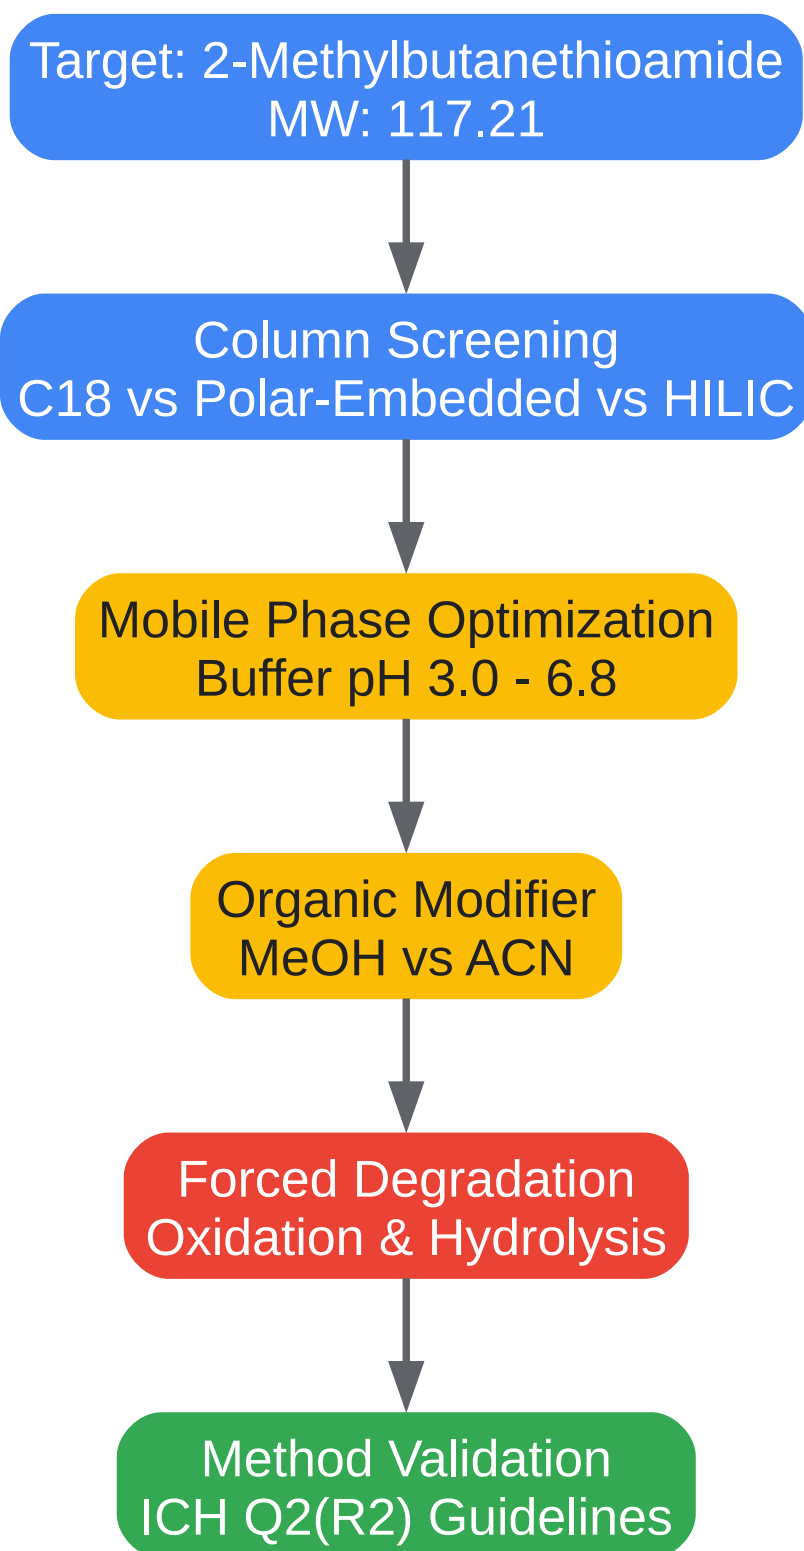 Target: 2-Methylbutanethioamide
MW: 117.21
Column Screening
C18 vs Polar-Embedded vs HILIC
Mobile Phase Optimization
Buffer pH 3.0 - 6.8
Organic Modifier
MeOH vs ACN
Forced Degradation
Oxidation & Hydrolysis
Method Validation
ICH Q2(R2) Guidelines